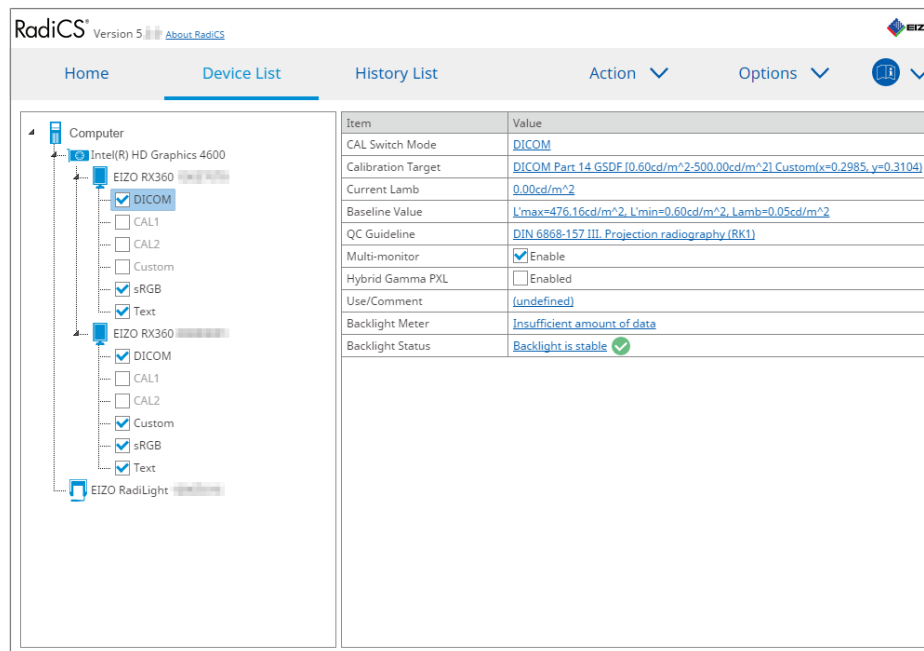 RadiCS® Version 5. About RadiCS
EIZ
Home Device List History List Action Options
Computer
Intel(R) HD Graphics 4600
EIZO RX360
DICOM
CAL1
CAL2
Custom
sRGB
Text
EIZO RX360
DICOM
CAL1
CAL2
Custom
sRGB
Text
EIZO RadiLight
Item Value
CAL Switch Mode DICOM
Calibration Target DICOM Part 14 GSDF [0.60cd/m^2-500.00cd/m^2] Custom(x=0.2985, y=0.3104)
Current Lamb 0.00cd/m^2
Baseline Value L'max=476.16cd/m^2, L'min=0.60cd/m^2, Lamb=0.05cd/m^2
QC Guideline DIN 6868-157 III. Projection radiography (RK1)
Multi-monitor Enable
Hybrid Gamma PXL Enabled
Use/Comment (undefined)
Backlight Meter Insufficient amount of data
Backlight Status Backlight is stable